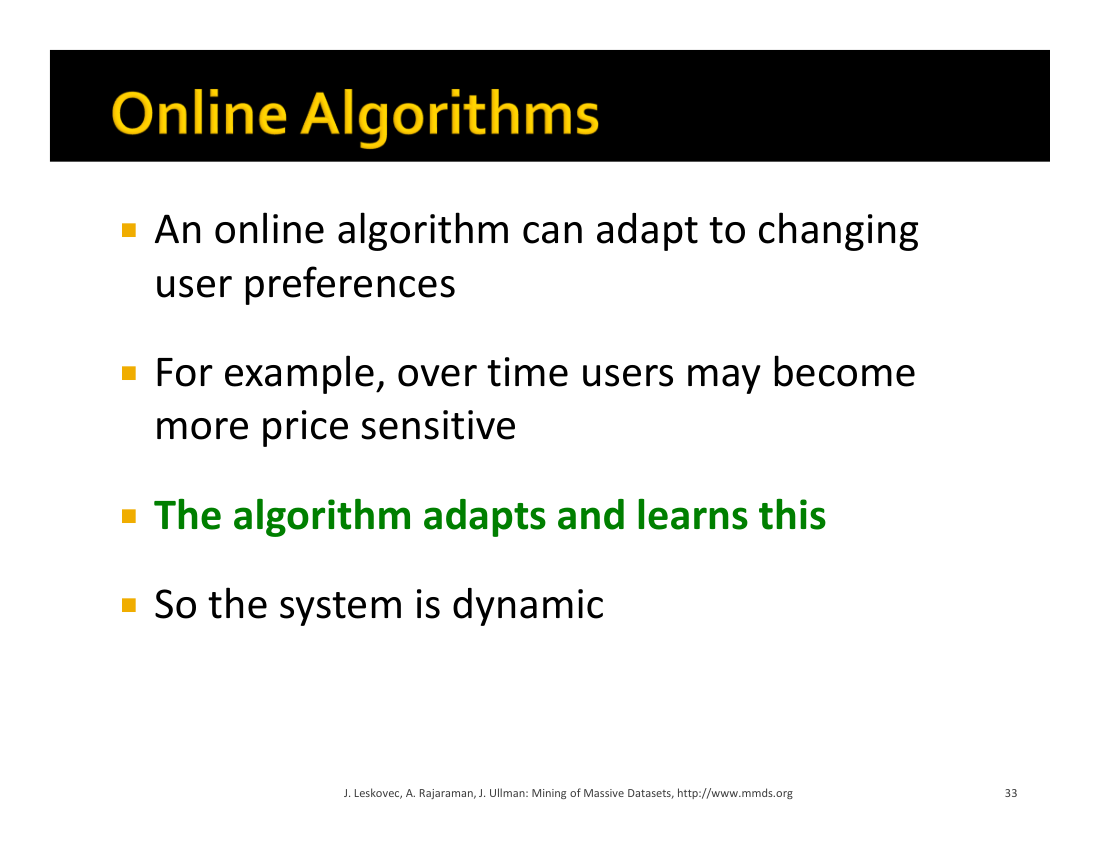 Online Algorithms
An online algorithm can adapt to changing
user preferences
For example, over time users may become
more price sensitive
The algorithm adapts and learns this
So the system is dynamic
J. Leskovec, A. Rajaraman, J. Ullman: Mining of Massive Datasets, http://www.mmds.org
33